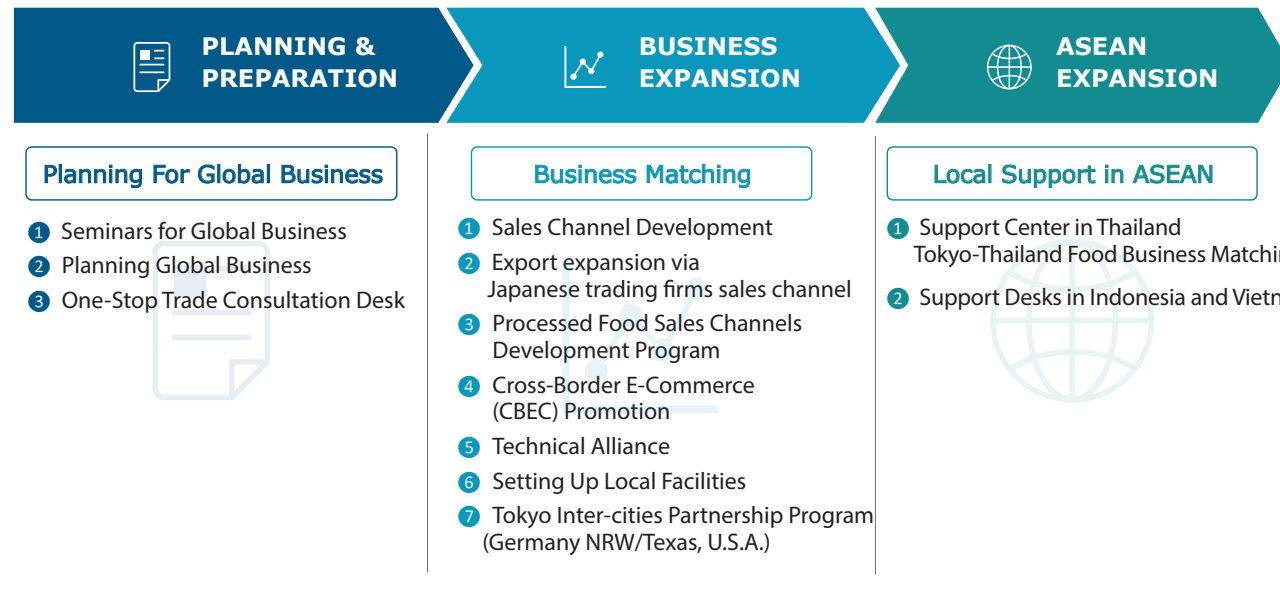 PLANNING &
PREPARATION
BUSINESS
EXPANSION
ASEAN
EXPANSION
Planning For Global Business
1 Seminars for Global Business
2 Planning Global Business
3 One-Stop Trade Consultation Desk
Business Matching
1 Sales Channel Development
2 Export expansion via
Japanese trading firms sales channel
3 Processed Food Sales Channels
Development Program
4 Cross-Border E-Commerce
(CBEC) Promotion
5 Technical Alliance
6 Setting Up Local Facilities
7 Tokyo Inter-cities Partnership Program
(Germany NRW/Texas, U.S.A.)
Local Support in ASEAN
1 Support Center in Thailand
Tokyo-Thailand Food Business
2 Support Desks in Indonesia and